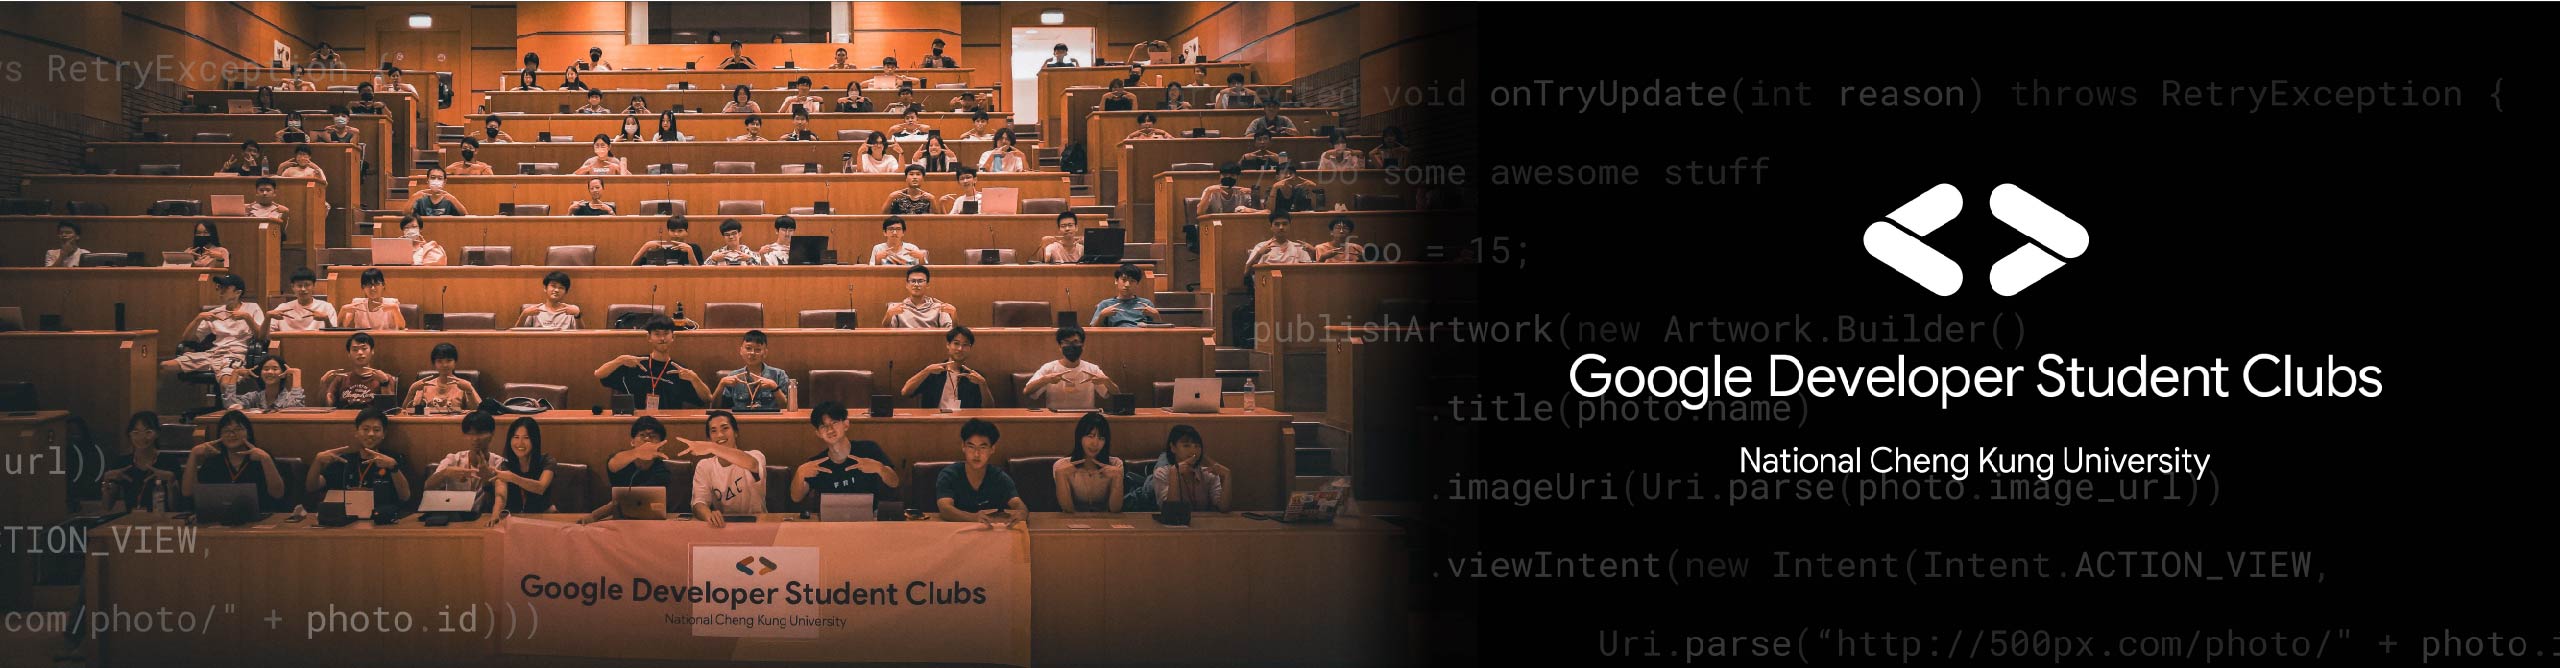 s RetryException {
url))
TION_VIEW,
com/photo/" + photo.id)))
Google Developer Student Clubs
National Cheng Kung University
FRI
void onTryUpdate(int reason) throws RetryException {
// Do some awesome stuff
foo = 15;
publishArtwork(new Artwork.Builder()
.title(photo.name)
.imageUri(Uri.parse(photo.image_url))
.viewIntent(new Intent(Intent.ACTION_VIEW,
Uri.parse(“http://500px.com/photo/" + photo.i
Google Developer Student Clubs
National Cheng Kung University